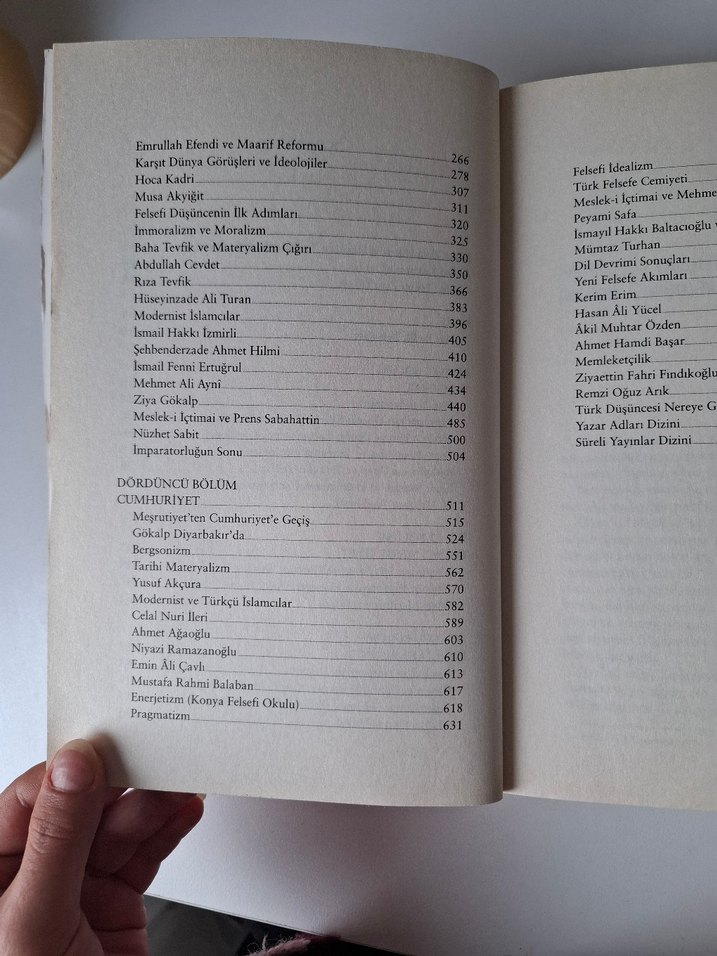 Emrullah Efendi ve Maarif Reformu 266
Karşıt Dünya Görüşleri ve İdeolojiler 278
Hoca Kadri 307
Musa Akyiğit 311
Felsefi Düşüncenin İlk Adımları 320
İmmoralizm ve Moralizm 325
Baha Tevfik ve Materyalizm Çığırı 330
Abdullah Cevdet 350
Rıza Tevfik 366
Hüseyinzade Ali Turan 383
Modernist İslamcılar 396
İsmail Hakkı İzmirli 405
Şehbenderzade Ahmet Hilmi 410
İsmail Fenni Ertuğrul 424
Mehmet Ali Aynî 434
Ziya Gökalp 440
Meslek-i İçtimai ve Prens Sabahattin 485
Nüzhet Sabit 500
İmparatorluğun Sonu 504
DÖRDÜNCÜ BÖLÜM
CUMHURİYET 511
Meşrutiyet'ten Cumhuriyet'e Geçiş 515
Gökalp Diyarbakır'da 524
Bergsonizm 551
Tarihi Materyalizm 562
Yusuf Akçura 570
Modernist ve Türkçü İslamcılar 582
Celal Nuri İleri 589
Ahmet Ağaoğlu 603
Niyazi Ramazanoğlu 610
Emin Âli Çavlı 613
Mustafa Rahmi Balaban 617
Enerjetizm (Konya Felsefi Okulu) 618
Pragmatizm 631
Felsefi İdealizm
Türk Felsefe Cemiyeti
Meslek-i İçtimai ve Mehme
Peyami Safa
İsmayıl Hakkı Baltacıoğlu v
Mümtaz Turhan
Dil Devrimi Sonuçları
Yeni Felsefe Akımları
Kerim Erim
Hasan Âli Yücel
Âkil Muhtar Özden
Ahmet Hamdi Başar
Memleketçilik
Ziyaettin Fahri Fındıkoğlu
Remzi Oğuz Arık
Türk Düşüncesi Nereye G
Yazar Adları Dizini
Süreli Yayınlar Dizini